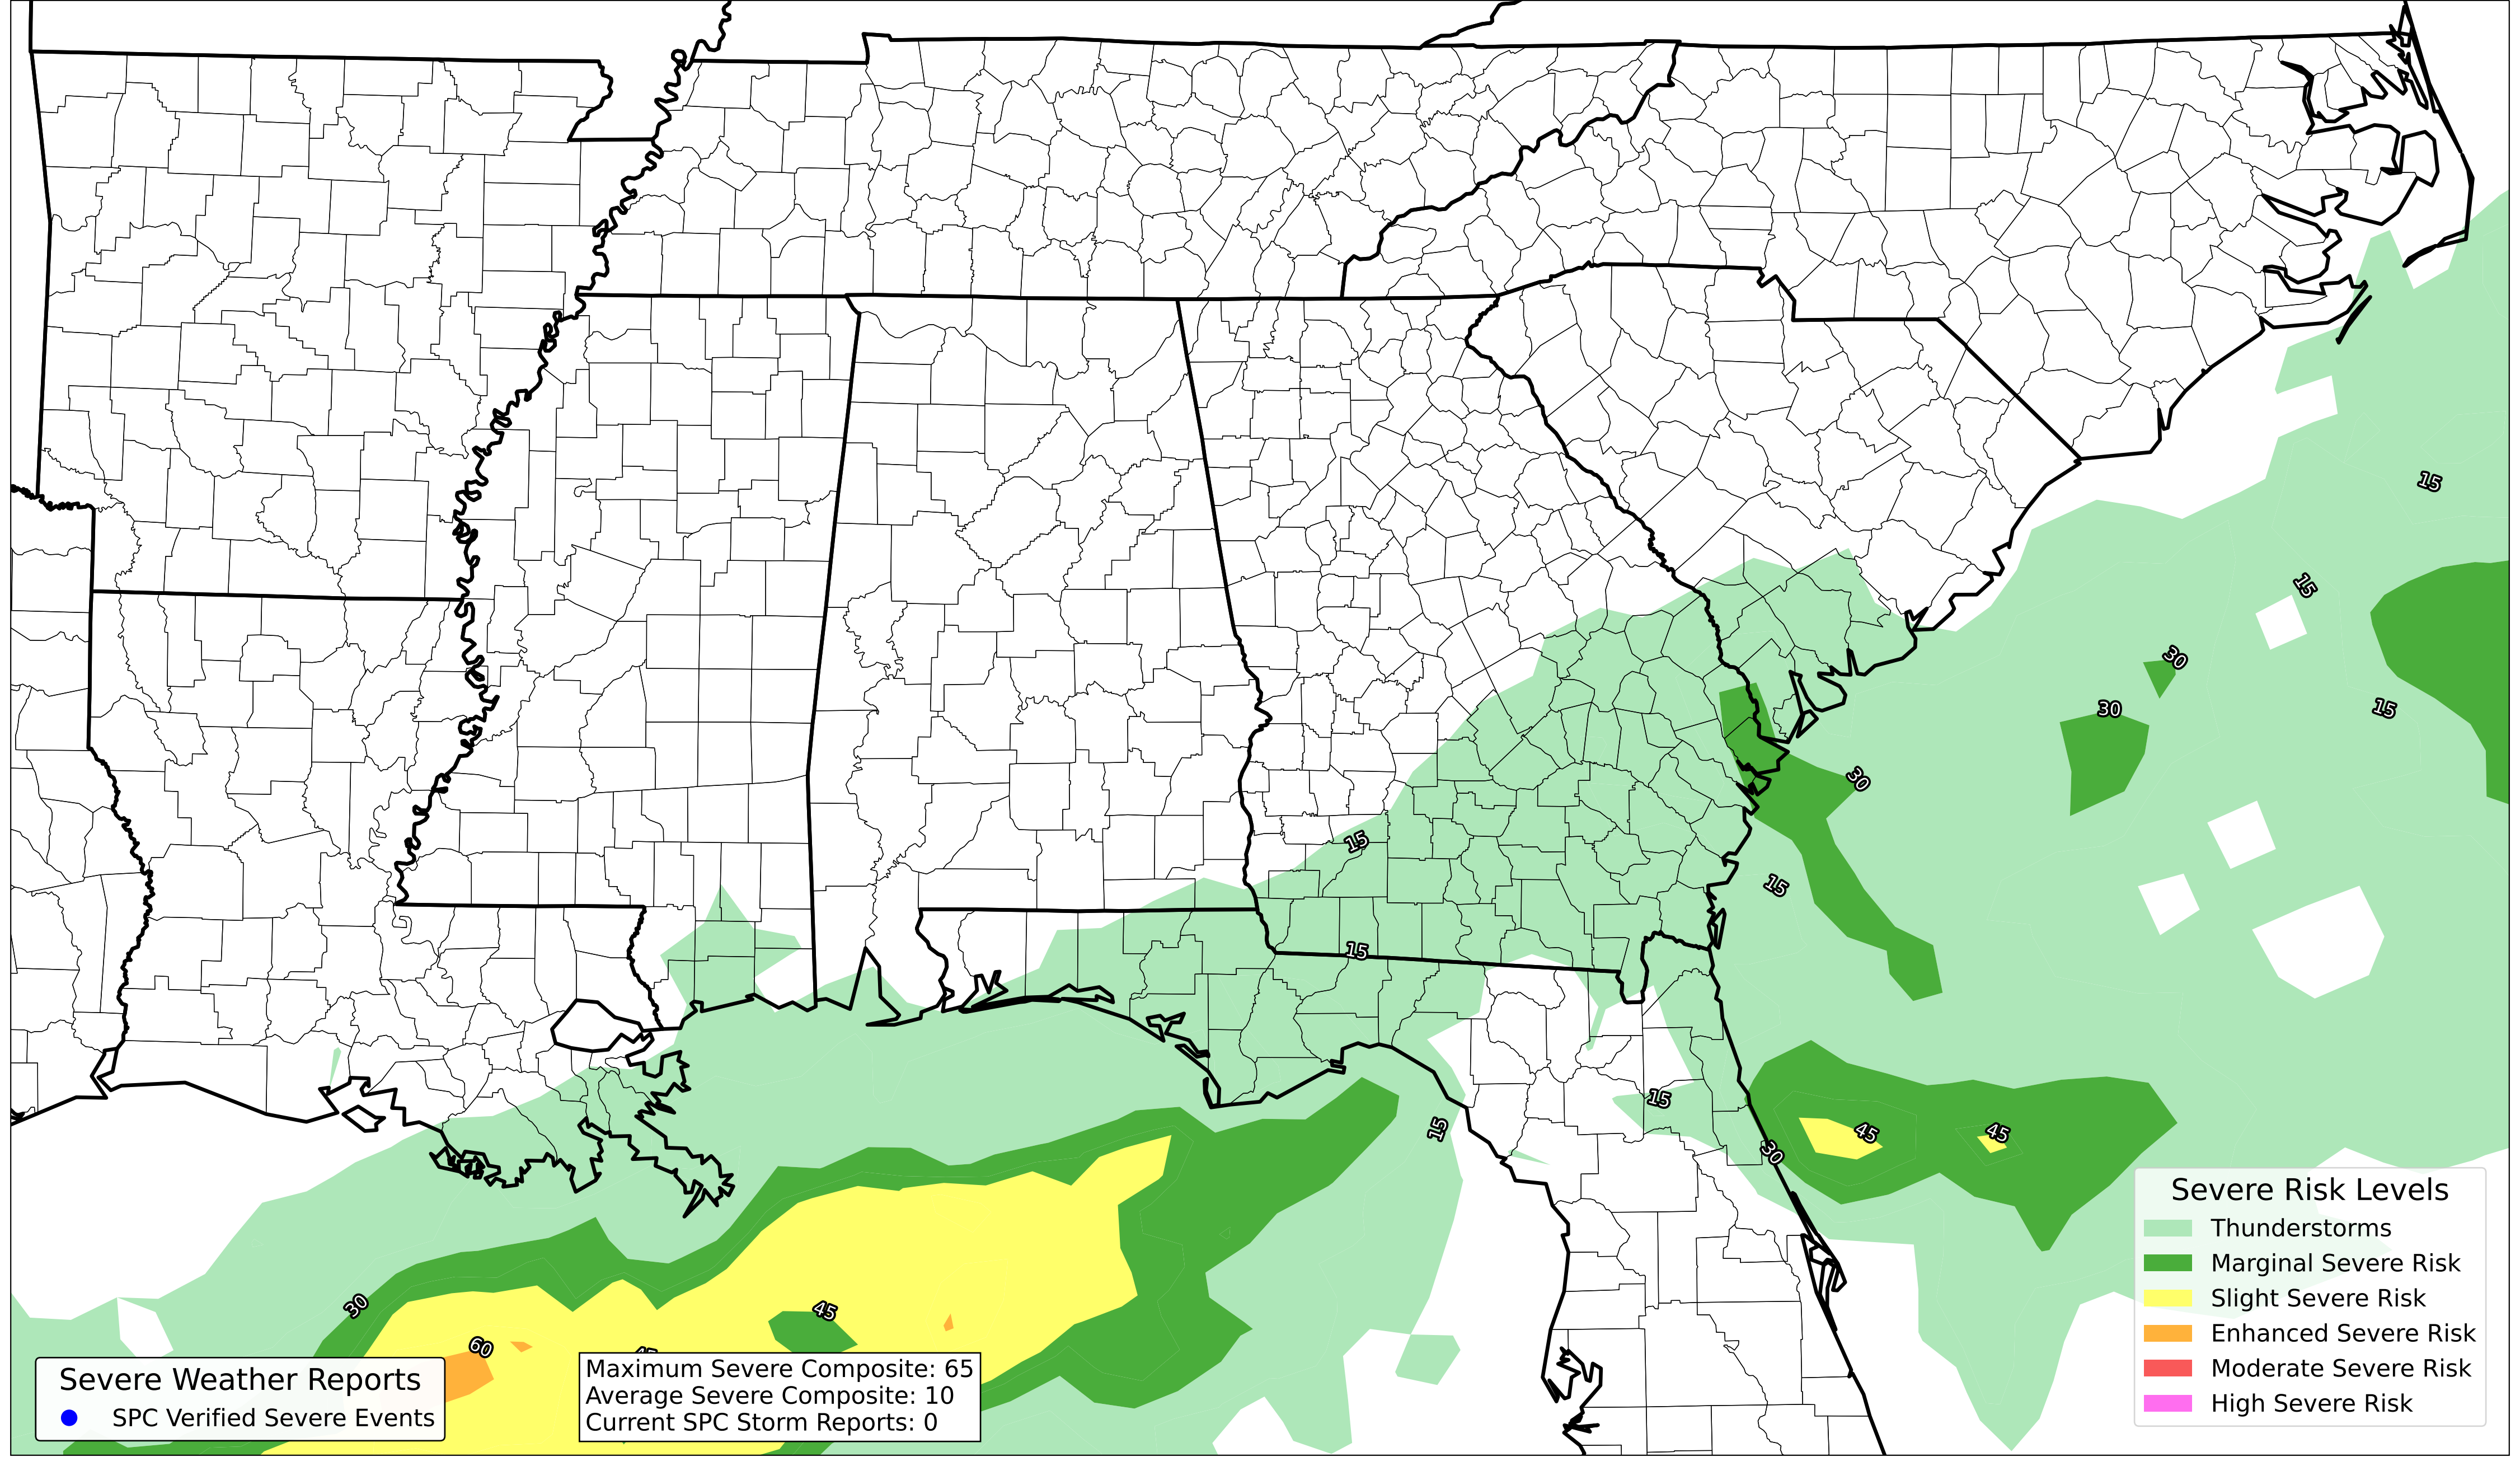 15
15
30
30
15
30
15
15
15
15
15
45
45
30
30
45
60
Severe Risk Levels
Thunderstorms
Marginal Severe Risk
Slight Severe Risk
Enhanced Severe Risk
Moderate Severe Risk
High Severe Risk
Severe Weather Reports
SPC Verified Severe Events
Maximum Severe Composite: 65
Average Severe Composite: 10
Current SPC Storm Reports: 0